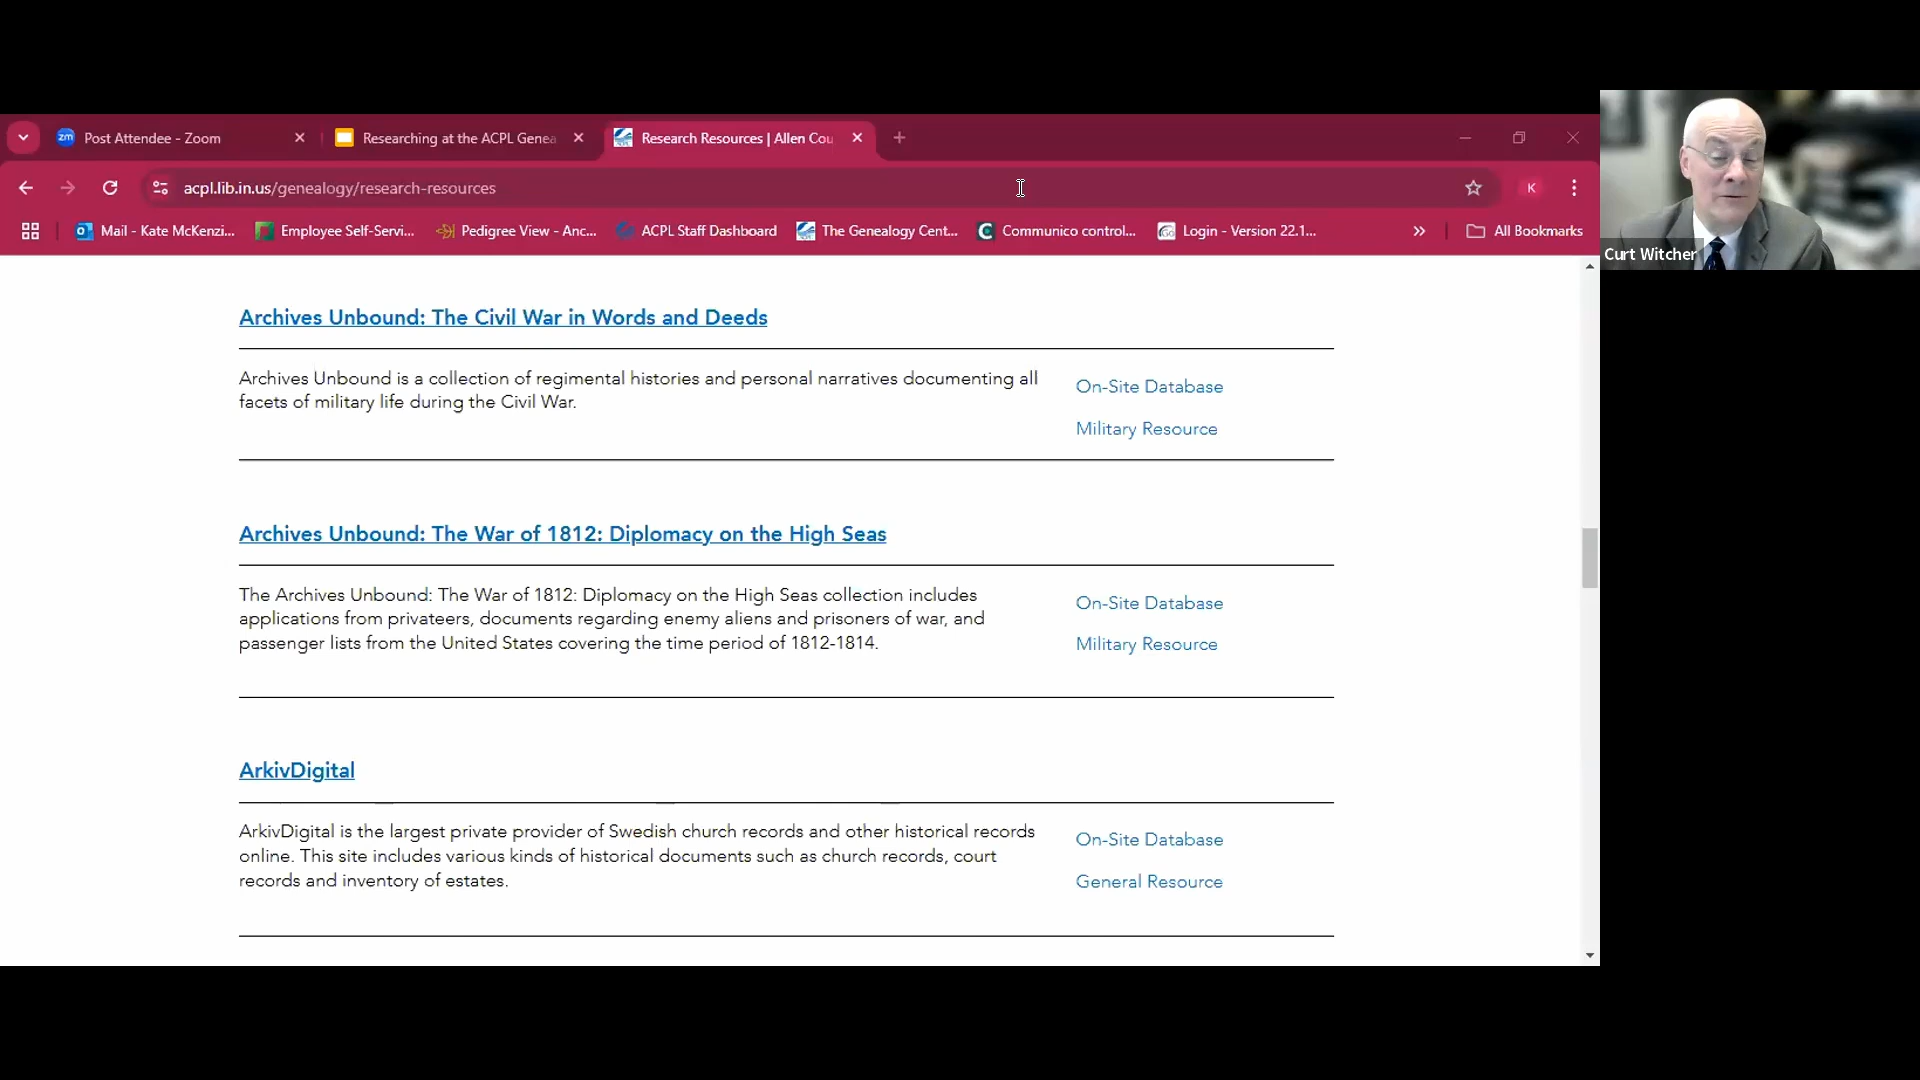 Post Attendee - Zoom
Researching at the ACPL Genea
Research Resources | Allen Cou
acpl.lib.in.us/genealogy/research-resources
K
Mail - Kate McKenzi...
Employee Self-Servi...
Pedigree View - Anc...
ACPL Staff Dashboard
The Genealogy Cent...
Communico control...
Login - Version 22.1...
All Bookmarks
Curt Witcher
Archives Unbound: The Civil War in Words and Deeds
Archives Unbound is a collection of regimental histories and personal narratives documenting all
facets of military life during the Civil War.
On-Site Database
Military Resource
Archives Unbound: The War of 1812: Diplomacy on the High Seas
The Archives Unbound: The War of 1812: Diplomacy on the High Seas collection includes
applications from privateers, documents regarding enemy aliens and prisoners of war, and
passenger lists from the United States covering the time period of 1812-1814.
On-Site Database
Military Resource
ArkivDigital
ArkivDigital is the largest private provider of Swedish church records and other historical records
online. This site includes various kinds of historical documents such as church records, court
records and inventory of estates.
On-Site Database
General Resource